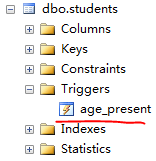 dbo.students
Columns
Keys
Constraints
Triggers
age_present
Indexes
Statistics